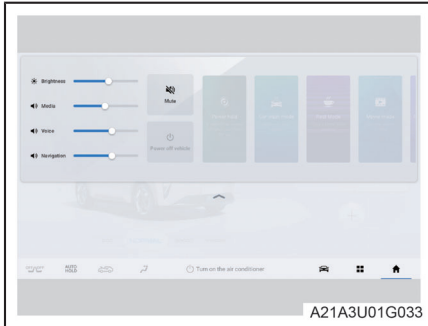 Brightness
Media
Voice
Navigation
Mute
Power off vehicle
AUTO HOLD
Turn on the air conditioner
A21A3U01G033